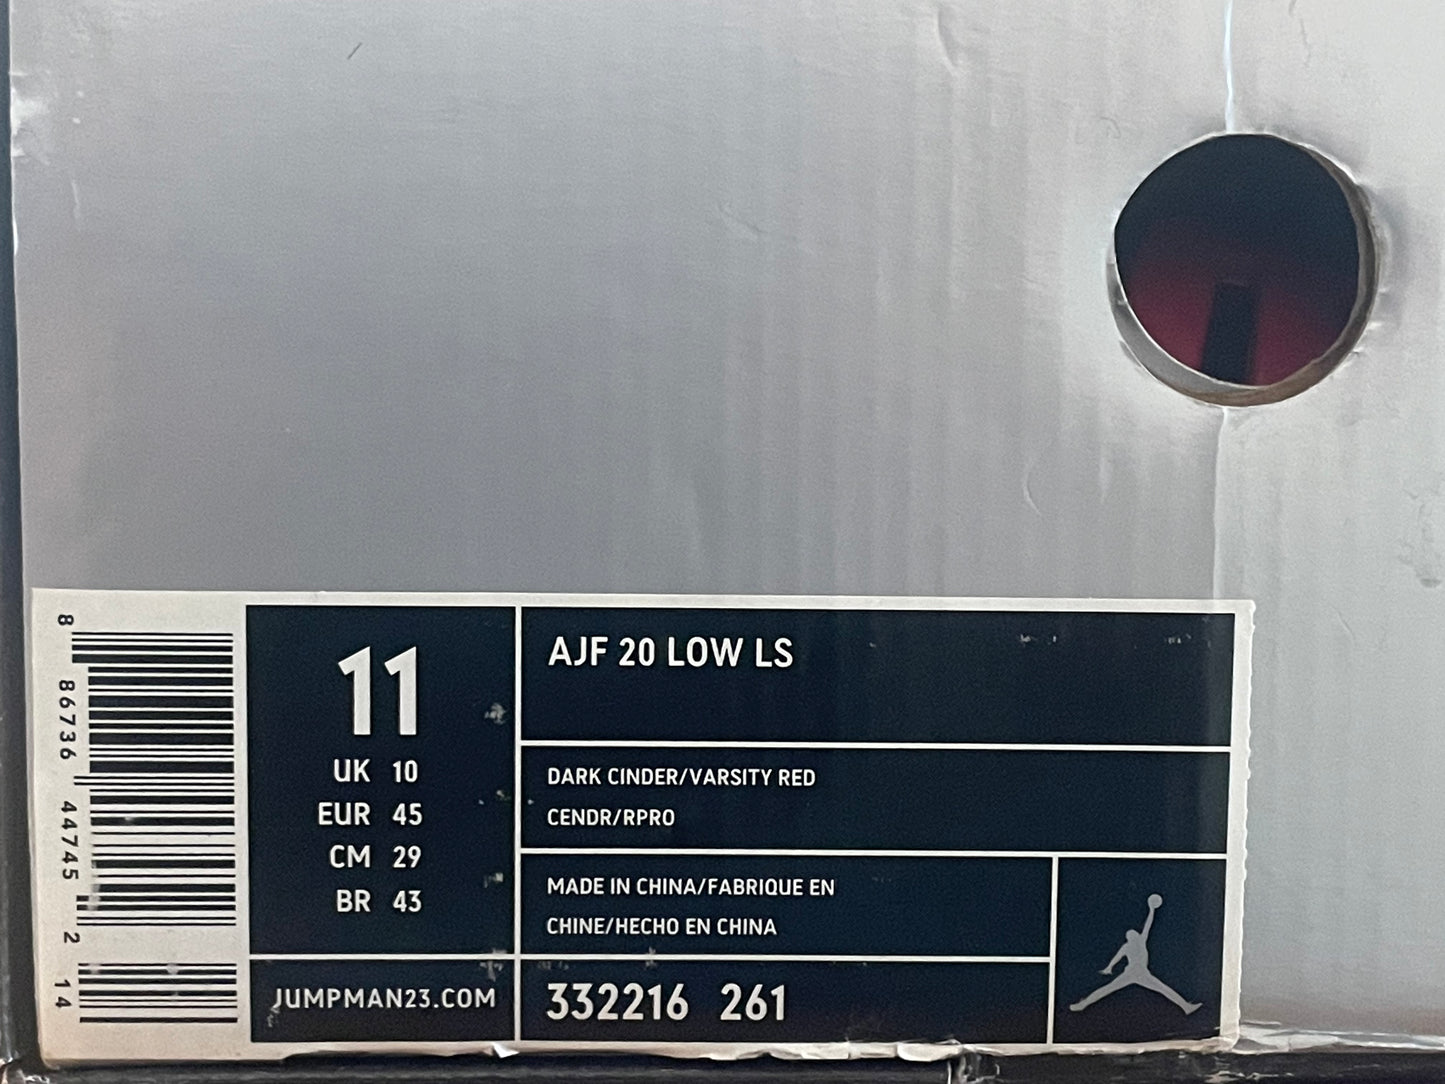 8 86736 44745 2 14
11
UK 10
EUR 45
CM 29
BR 43
JUMPMAN23.COM
AJF 20 LOW LS
DARK CINDER/VARSITY RED
CENDR/RPRO
MADE IN CHINA/FABRIQUE EN
CHINE/HECHO EN CHINA
332216 261